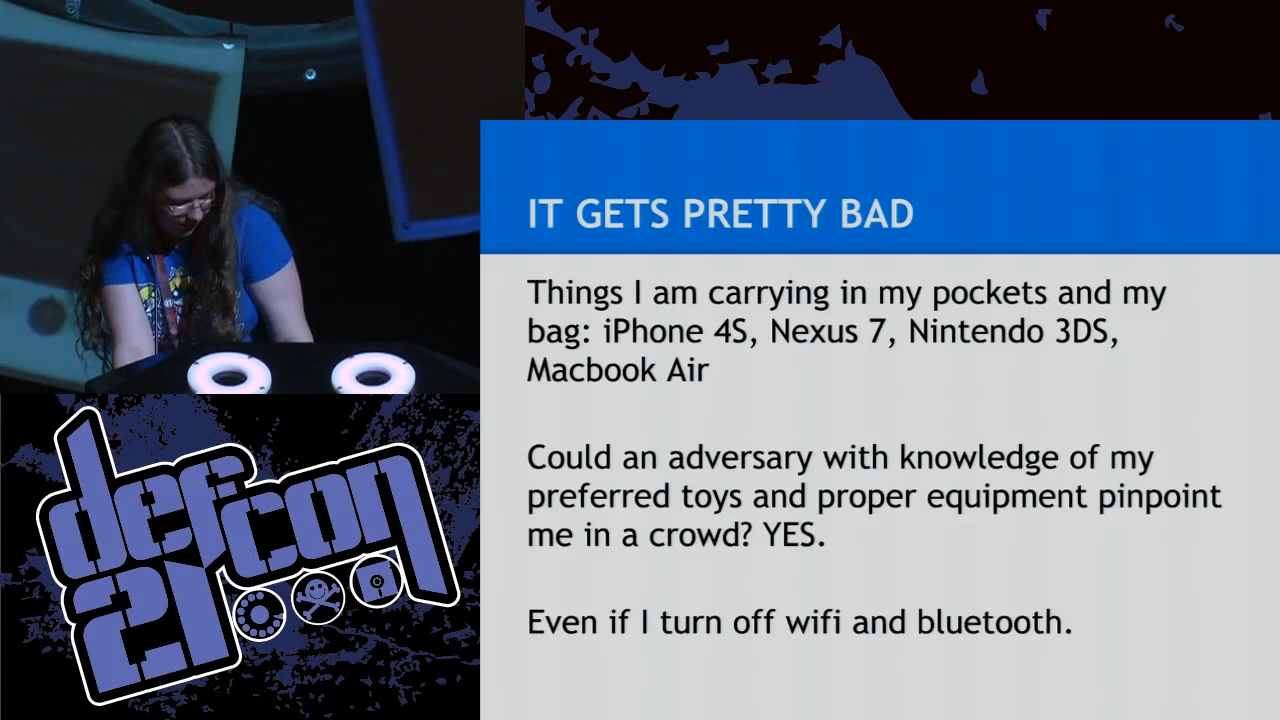 IT GETS PRETTY BAD
Things I am carrying in my pockets and my
bag: iPhone 4S, Nexus 7, Nintendo 3DS,
Macbook Air
Could an adversary with knowledge of my
preferred toys and proper equipment pinpoint
me in a crowd? YES.
Even if I turn off wifi and bluetooth.
defcon
21